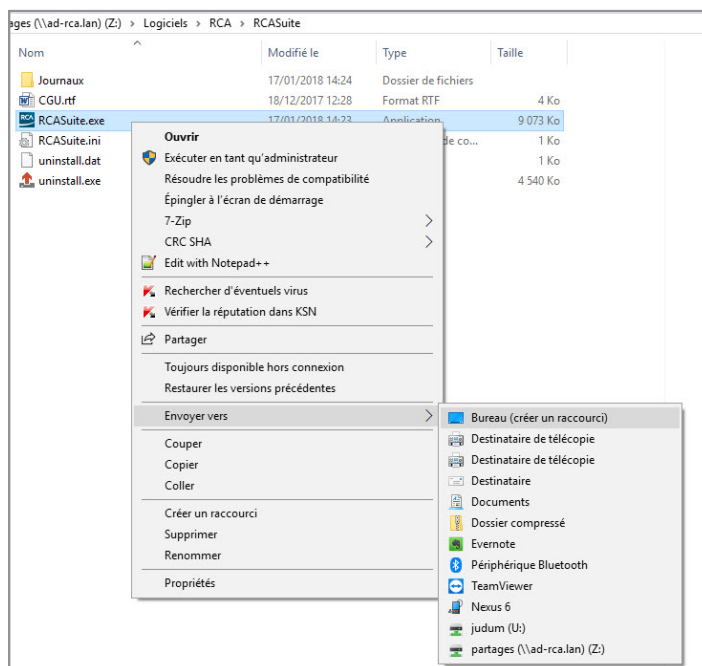 ages (\\ad-rca.lan) (Z:) > Logiciels > RCA > RCASuite
Nom Modifié le Type Taille
Journaux 17/01/2018 14:24 Dossier de fichiers
CGU.rtf 18/12/2017 12:28 Format RTF 4 Ko
RCASuite.exe 17/01/2018 14:23 Application 9 073 Ko
RCASuite.ini de co... 1 Ko
uninstall.dat 1 Ko
uninstall.exe 4 540 Ko
Ouvrir
Exécuter en tant qu'administrateur
Résoudre les problèmes de compatibilité
Épingler à l'écran de démarrage
7-Zip
CRC SHA
Edit with Notepad++
Rechercher d'éventuels virus
Vérifier la réputation dans KSN
Partager
Toujours disponible hors connexion
Restaurer les versions précédentes
Envoyer vers
Couper
Copier
Coller
Créer un raccourci
Supprimer
Renommer
Propriétés
Bureau (créer un raccourci)
Destinataire de télécopie
Destinataire de télécopie
Destinataire
Documents
Dossier compressé
Evernote
Périphérique Bluetooth
TeamViewer
Nexus 6
judum (U:)
partages (\\ad-rca.lan) (Z:)